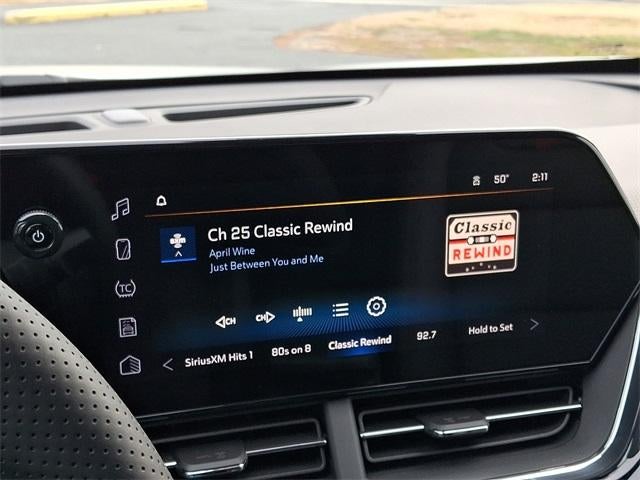 50° 2:11
Ch 25 Classic Rewind
SXM
April Wine
Just Between You and Me
Classic
REWIND
TC
CH CH
SiriusXM Hits 1 80s on 8 Classic Rewind 92.7 Hold to Set